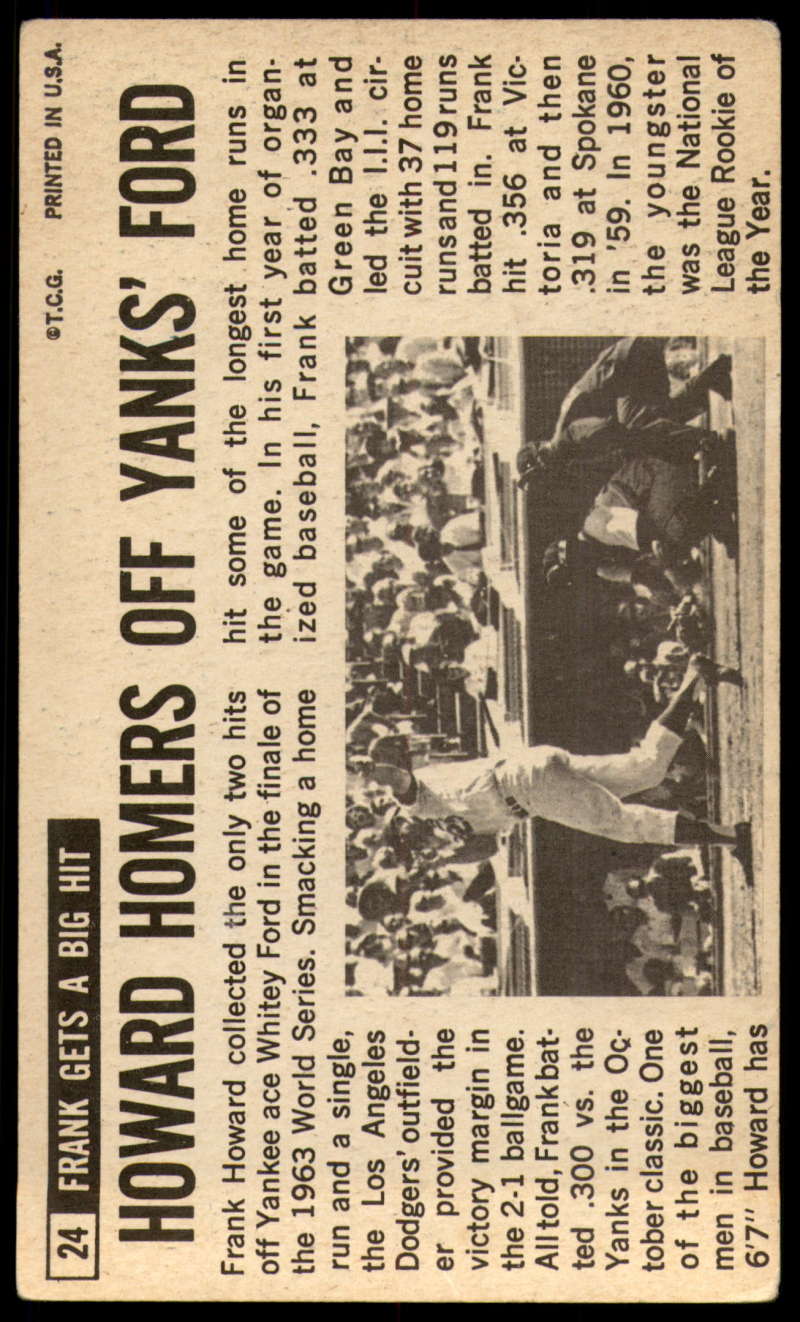 24 FRANK GETS A BIG HIT
©T.C.G. PRINTED IN U.S.A.
HOWARD HOMERS OFF YANKS' FORD
Frank Howard collected the only two hits
off Yankee ace Whitey Ford in the finale of
the 1963 World Series. Smacking a home
run and a single,
the Los Angeles
Dodgers' outfield-
er provided the
victory margin in
the 2-1 ballgame.
All told, Frank bat-
ted .300 vs. the
Yanks in the Oc-
tober classic. One
of the biggest
men in baseball,
6'7" Howard has
hit some of the longest home runs in
the game. In his first year of organ-
ized baseball, Frank batted .333 at
Green Bay and
led the I.I.I. cir-
cuit with 37 home
runs and 119 runs
batted in. Frank
hit .356 at Vic-
toria and then
.319 at Spokane
in '59. In 1960,
the youngster
was the National
League Rookie of
the Year.